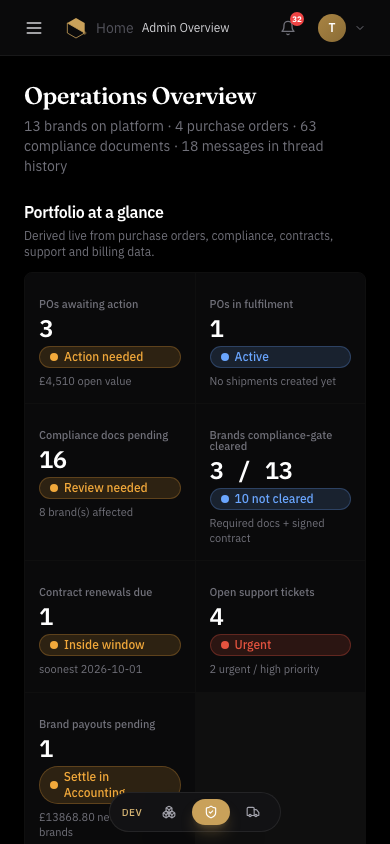 Home Admin Overview 32 T
Operations Overview
13 brands on platform · 4 purchase orders · 63
compliance documents · 18 messages in thread
history
Portfolio at a glance
Derived live from purchase orders, compliance, contracts,
support and billing data.
POs awaiting action
3
Action needed
£4,510 open value
POs in fulfilment
1
Active
No shipments created yet
Compliance docs pending
16
Review needed
8 brand(s) affected
Brands compliance-gate
cleared
3 / 13
10 not cleared
Required docs + signed
contract
Contract renewals due
1
Inside window
soonest 2026-10-01
Open support tickets
4
Urgent
2 urgent / high priority
Brand payouts pending
1
Settle in
Accounting
£13868.80 ne
brands
DEV